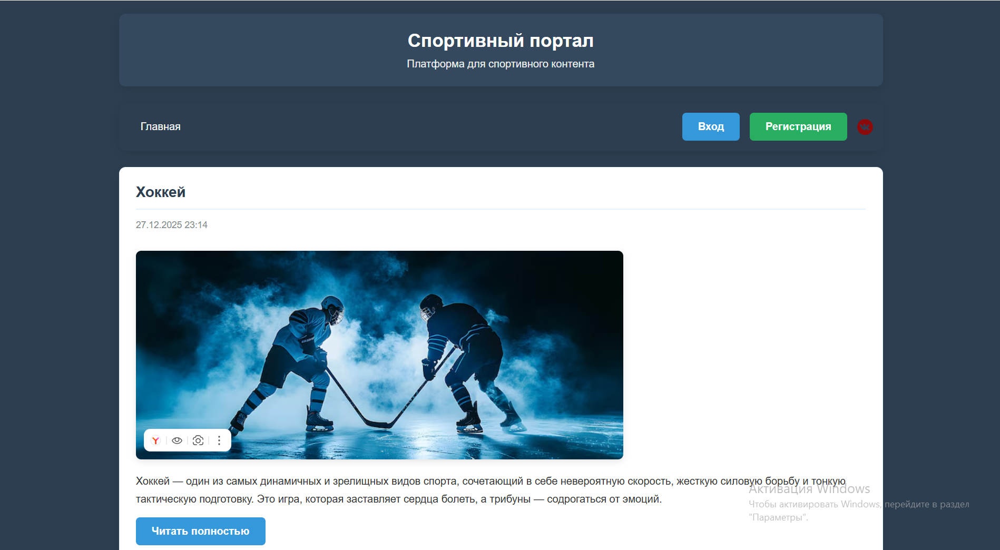 Спортивный портал
Платформа для спортивного контента
Главная
Вход
Регистрация
Хоккей
27.12.2025 23:14
Хоккей — один из самых динамичных и зрелищных видов спорта, сочетающий в себе невероятную скорость, жесткую силовую борьбу и тонкую
тактическую подготовку. Это игра, которая заставляет сердца болеть, а трибуны — содрогаться от эмоций.
Активация Windows
Чтобы активировать Windows, перейдите в раздел
"Параметры".
Читать полностью